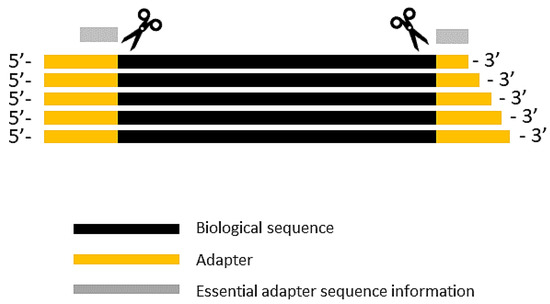 5’- - 3’
5’- - 3’
5’- - 3’
5’- - 3’
5’- - 3’
Biological sequence
Adapter
Essential adapter sequence information